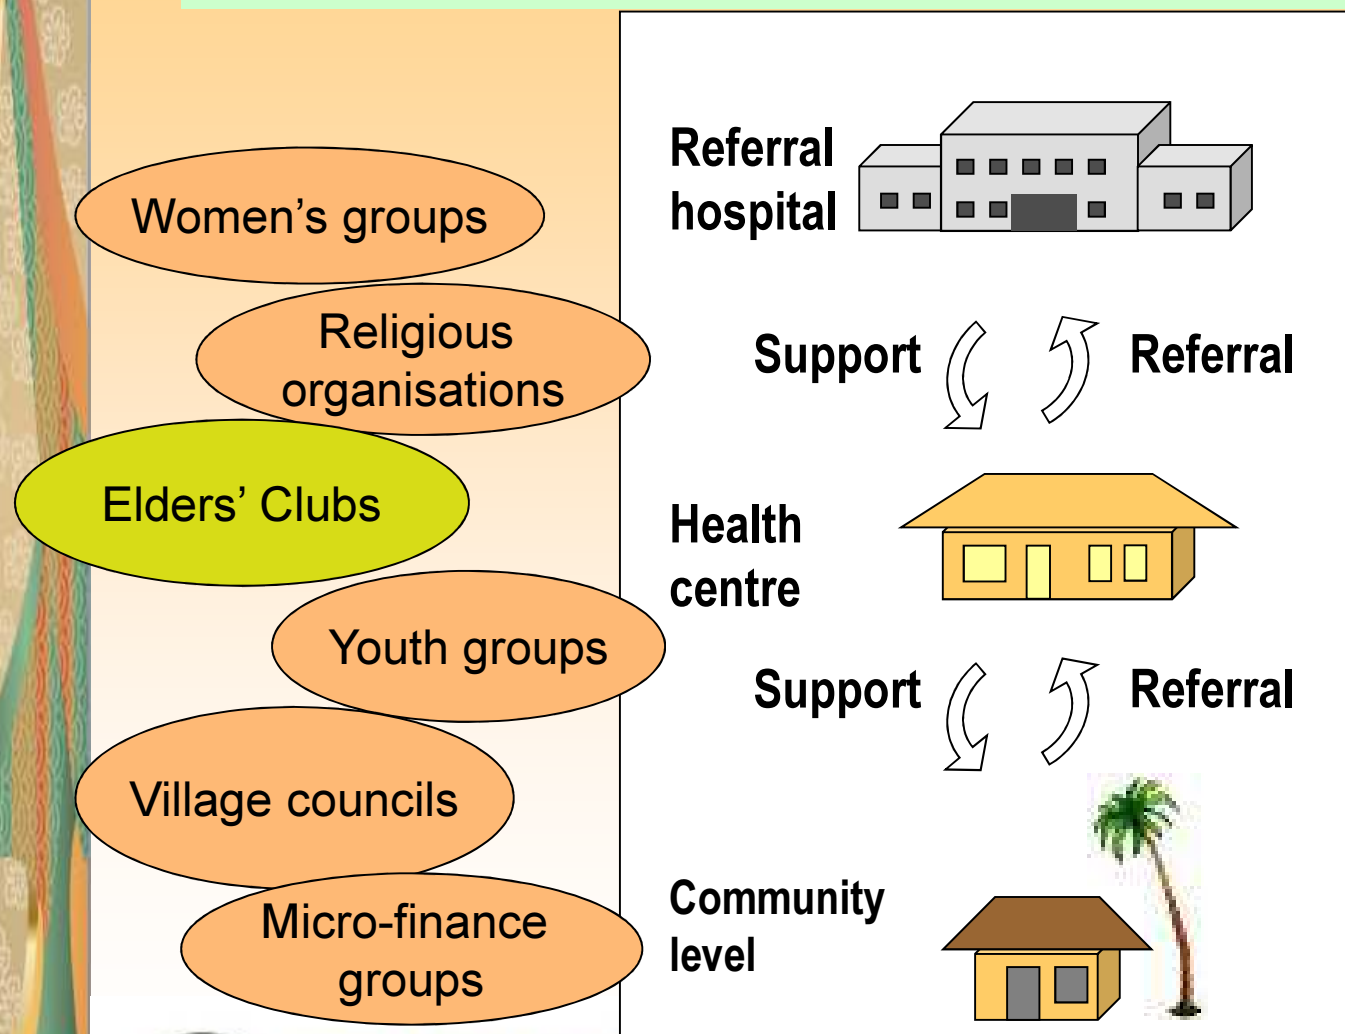 Women’s groups
Religious
organisations
Elders’ Clubs
Youth groups
Village councils
Micro-finance
groups
Referral
hospital
Support
Referral
Health
centre
Support
Referral
Community
level